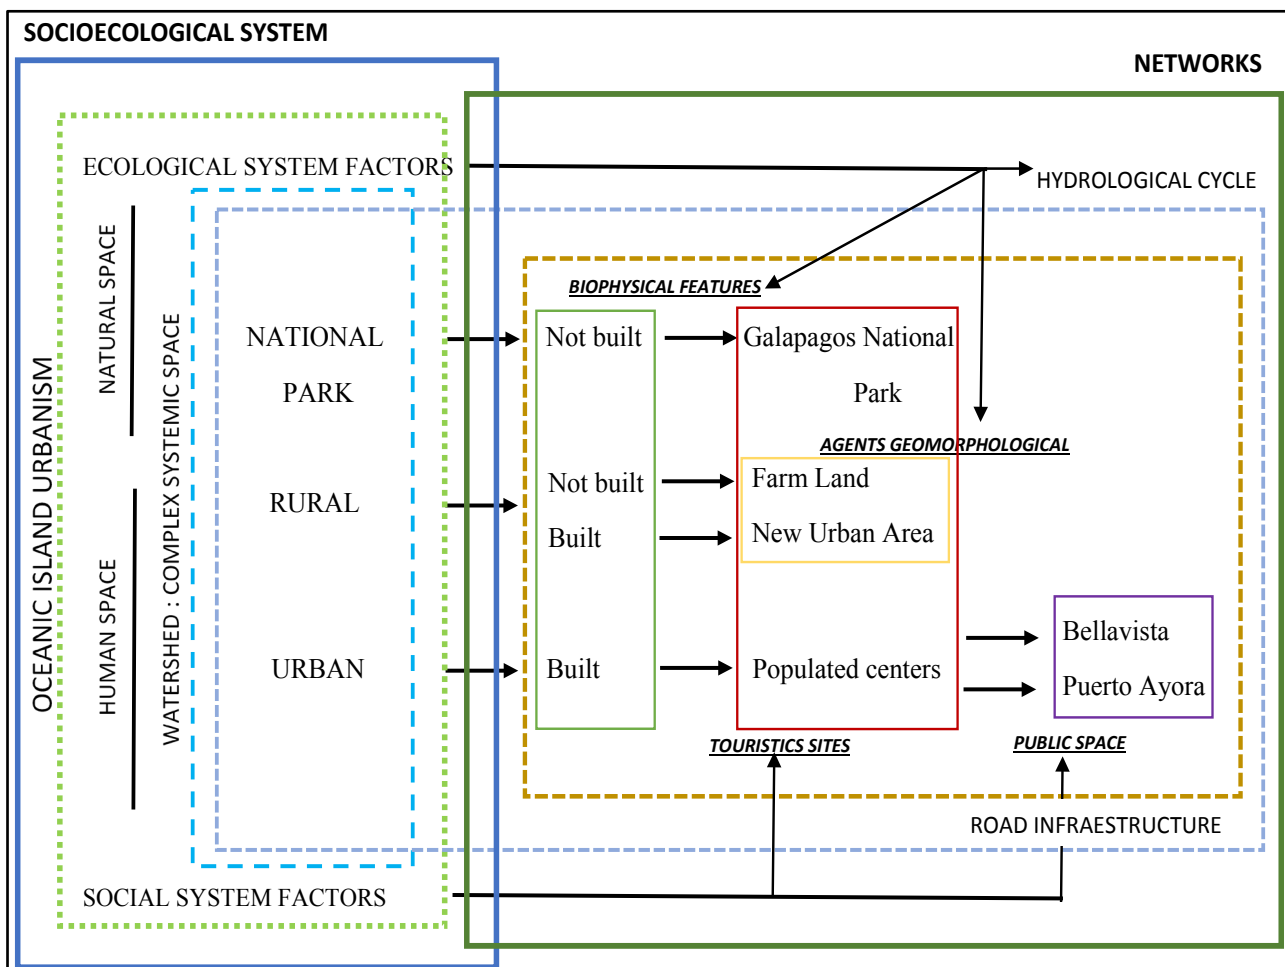 SOCIOECOLOGICAL SYSTEM
NETWORKS
ECOLOGICAL SYSTEM FACTORS
HYDROLOGICAL CYCLE
OCEANIC ISLAND URBANISM
NATURAL SPACE
HUMAN SPACE
WATERSHED : COMPLEX SYSTEMIC SPACE
BIOPHYSICAL FEATURES
NATIONAL
PARK
Not built
Galapagos National
Park
AGENTS GEOMORPHOLOGICAL
RURAL
Not built
Farm Land
Built
New Urban Area
URBAN
Built
Populated centers
Bellavista
Puerto Ayora
TOURISTICS SITES
PUBLIC SPACE
ROAD INFRAESTRUCTURE
SOCIAL SYSTEM FACTORS